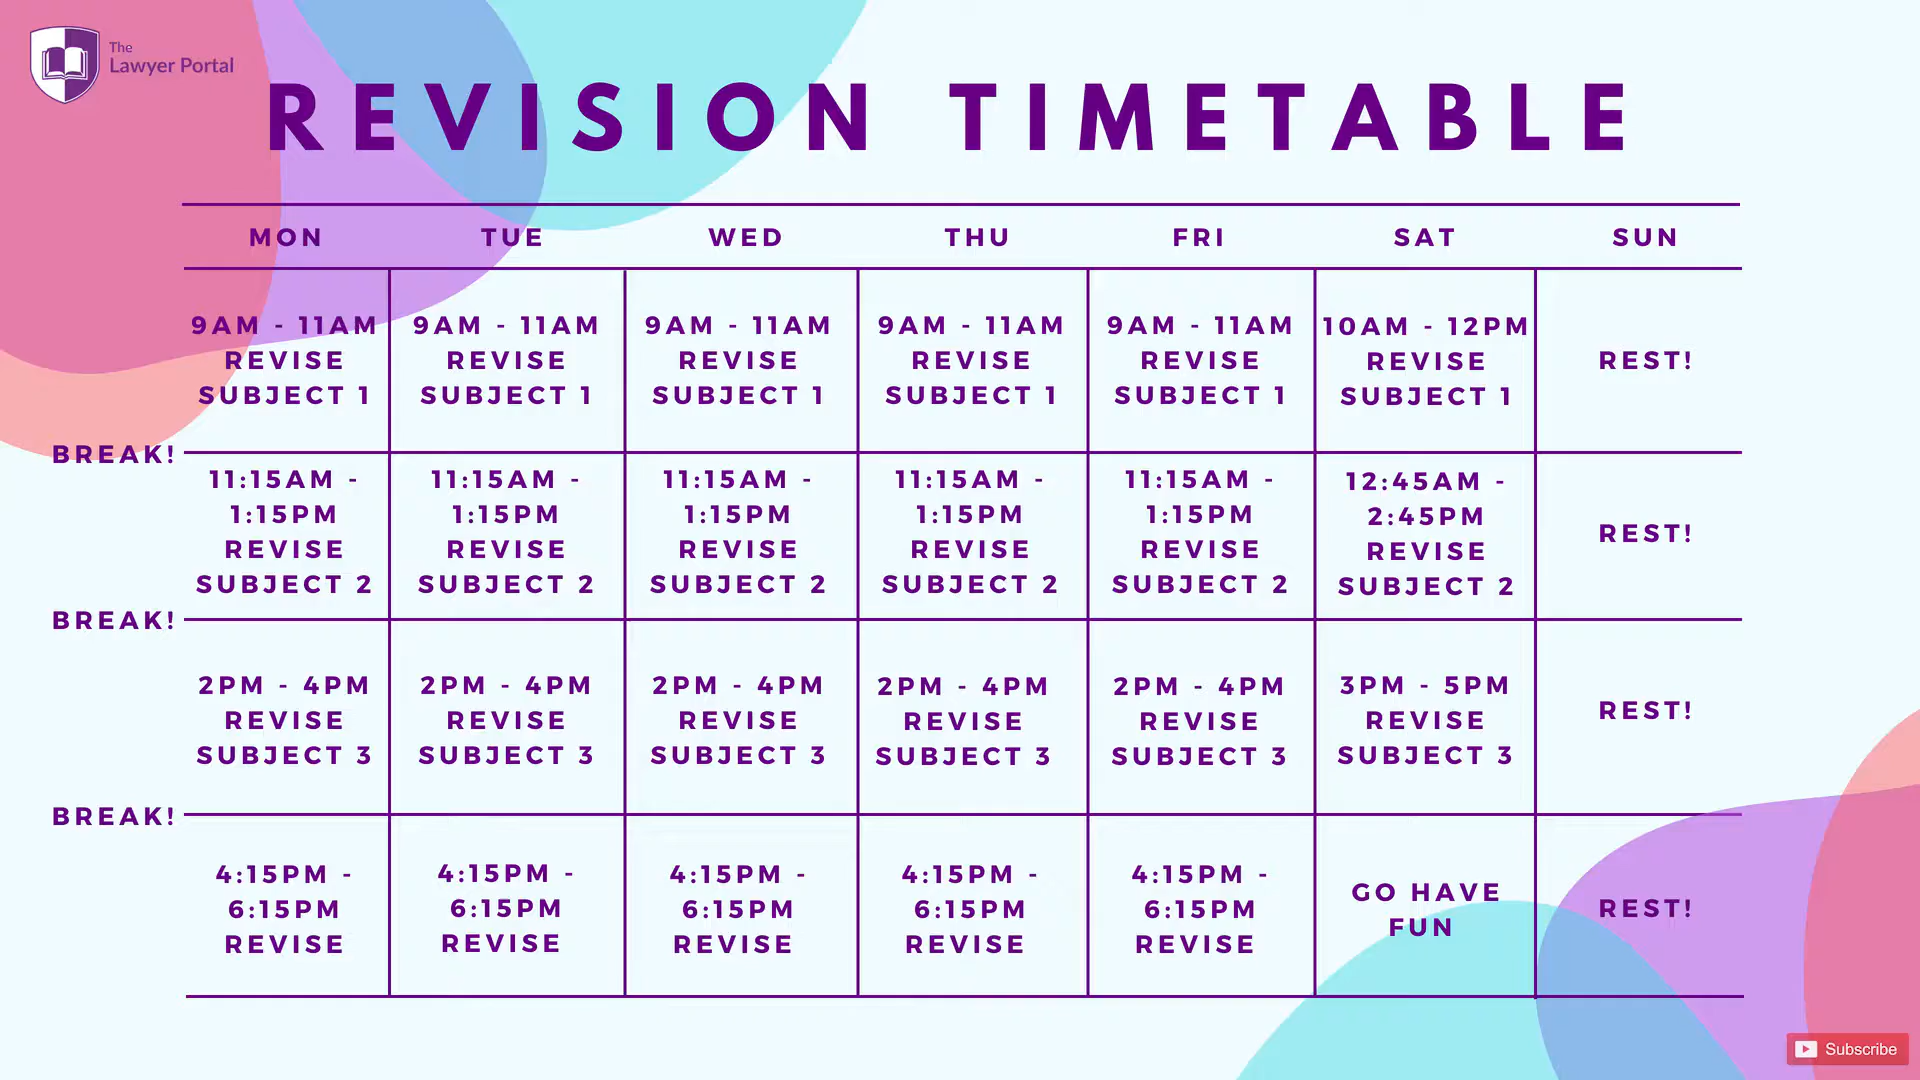 The
Lawyer Portal
REVISION TIMETABLE
MON TUE WED THU FRI SAT SUN
9AM - 11AM
REVISE
SUBJECT 1
9AM - 11AM
REVISE
SUBJECT 1
9AM - 11AM
REVISE
SUBJECT 1
9AM - 11AM
REVISE
SUBJECT 1
9AM - 11AM
REVISE
SUBJECT 1
10AM - 12PM
REVISE
SUBJECT 1
REST!
BREAK!
11:15AM -
1:15PM
REVISE
SUBJECT 2
11:15AM -
1:15PM
REVISE
SUBJECT 2
11:15AM -
1:15PM
REVISE
SUBJECT 2
11:15AM -
1:15PM
REVISE
SUBJECT 2
11:15AM -
1:15PM
REVISE
SUBJECT 2
12:45AM -
2:45PM
REVISE
SUBJECT 2
REST!
BREAK!
2PM - 4PM
REVISE
SUBJECT 3
2PM - 4PM
REVISE
SUBJECT 3
2PM - 4PM
REVISE
SUBJECT 3
2PM - 4PM
REVISE
SUBJECT 3
2PM - 4PM
REVISE
SUBJECT 3
3PM - 5PM
REVISE
SUBJECT 3
REST!
BREAK!
4:15PM -
6:15PM
REVISE
4:15PM -
6:15PM
REVISE
4:15PM -
6:15PM
REVISE
4:15PM -
6:15PM
REVISE
4:15PM -
6:15PM
REVISE
GO HAVE
FUN
REST!
Subscribe